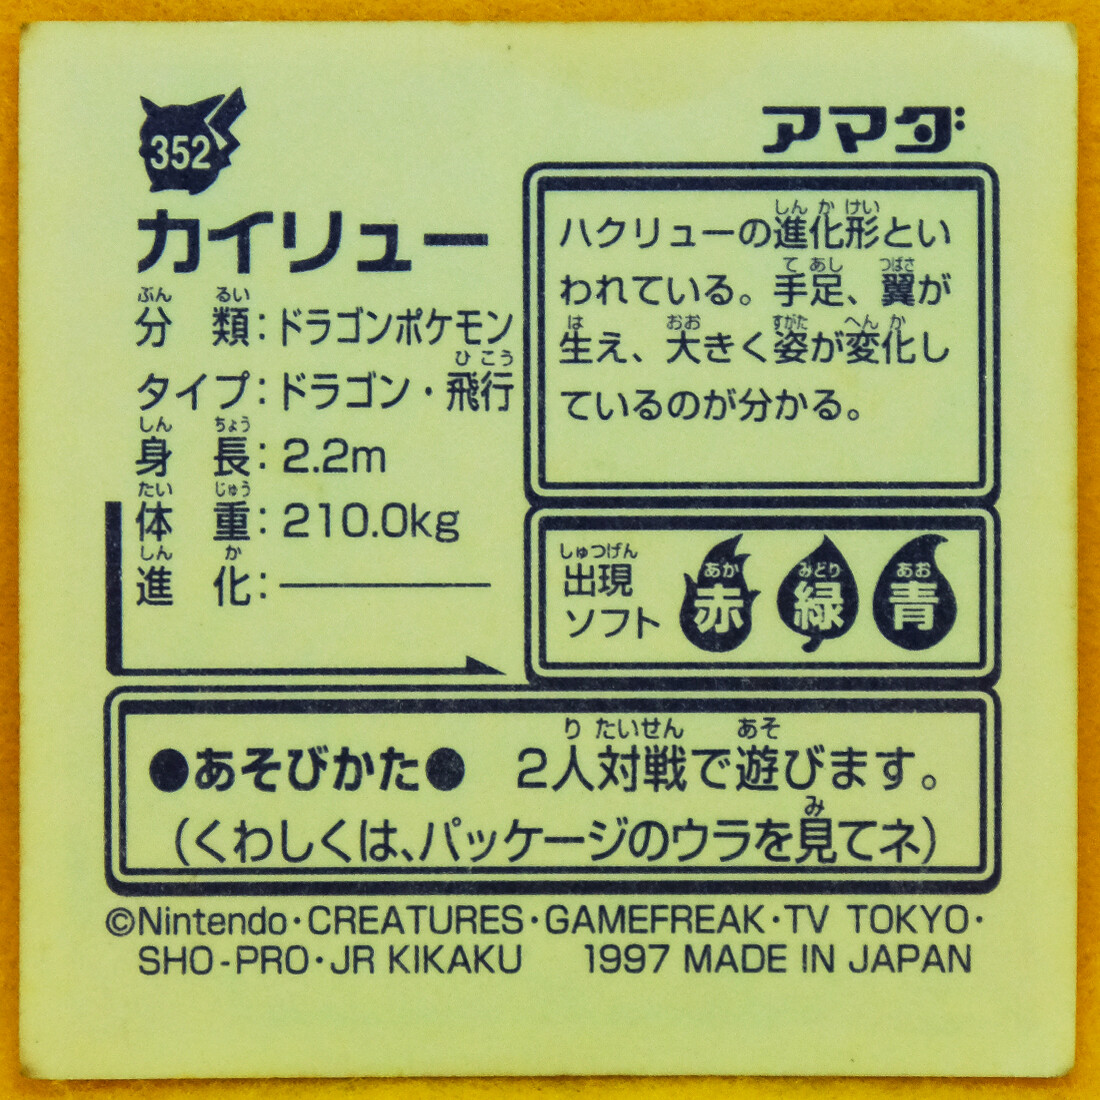 352
アマダ
カイリュー
分類：ドラゴンポケモン
タイプ：ドラゴン・飛行
身長：2.2m
体重：210.0kg
進化：————
ハクリューの進化形とい
われている。手足、翼が
生え、大きく姿が変化し
ているのが分かる。
出現
ソフト
赤 緑 青
●あそびかた● 2人対戦で遊びます。
（くわしくは、パッケージのウラを見てネ）
©Nintendo・CREATURES・GAMEFREAK・TV TOKYO・
SHO-PRO・JR KIKAKU 1997 MADE IN JAPAN